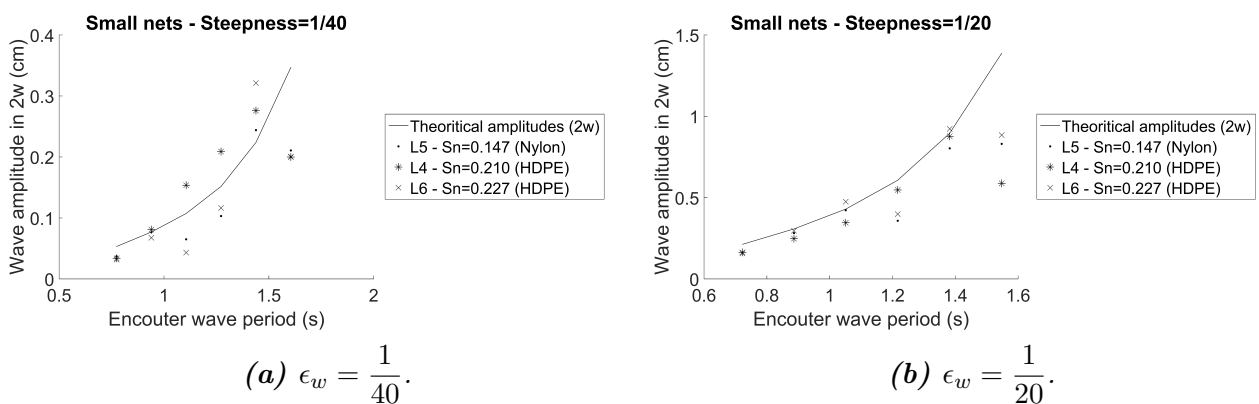 Small nets - Steepness=1/40
0.4
0.3
0.2
0.1
0
0.5
1
1.5
2
Wave amplitude in 2w (cm)
Encouter wave period (s)
Theoritical amplitudes (2w)
L5 - Sn=0.147 (Nylon)
L4 - Sn=0.210 (HDPE)
L6 - Sn=0.227 (HDPE)
(a) ϵ_w = 1/40.
Small nets - Steepness=1/20
1.5
1
0.5
0
0.6
0.8
1
1.2
1.4
1.6
Wave amplitude in 2w (cm)
Encouter wave period (s)
Theoritical amplitudes (2w)
L5 - Sn=0.147 (Nylon)
L4 - Sn=0.210 (HDPE)
L6 - Sn=0.227 (HDPE)
(b) ϵ_w = 1/20.